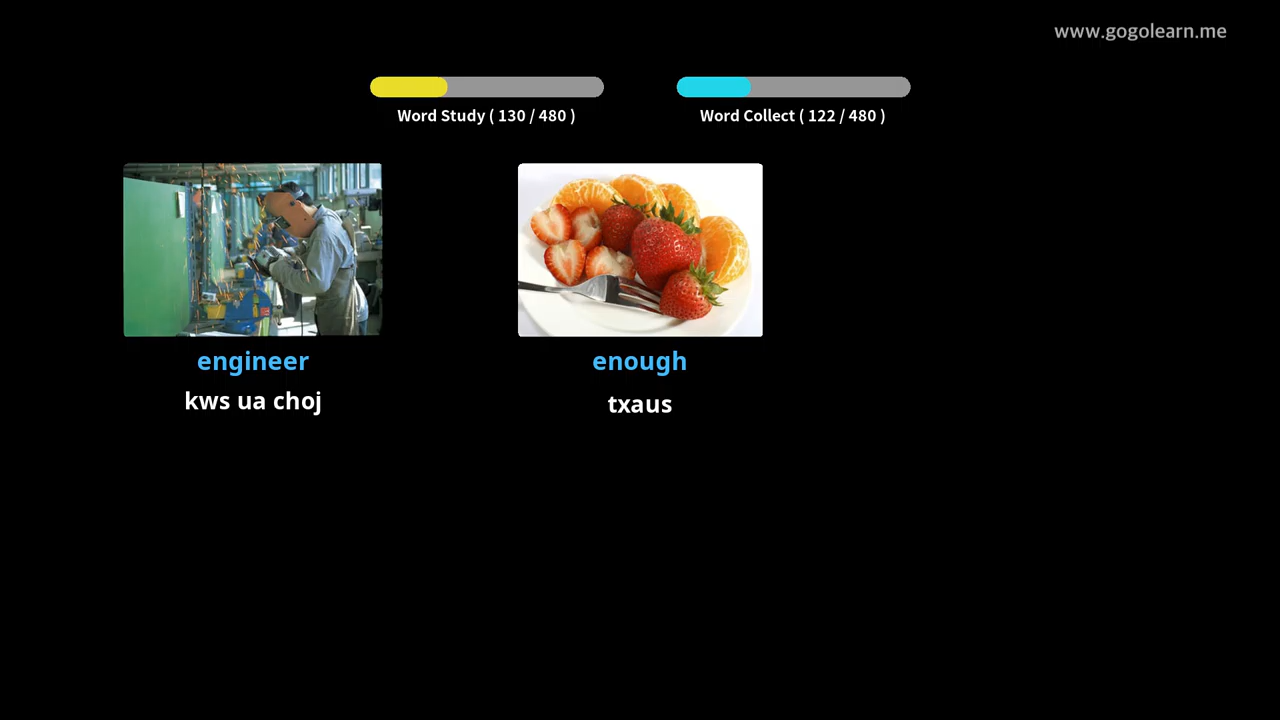 www.gogolearn.me
Word Study ( 130 / 480 )
Word Collect ( 122 / 480 )
engineer
kws ua choj
enough
txaus